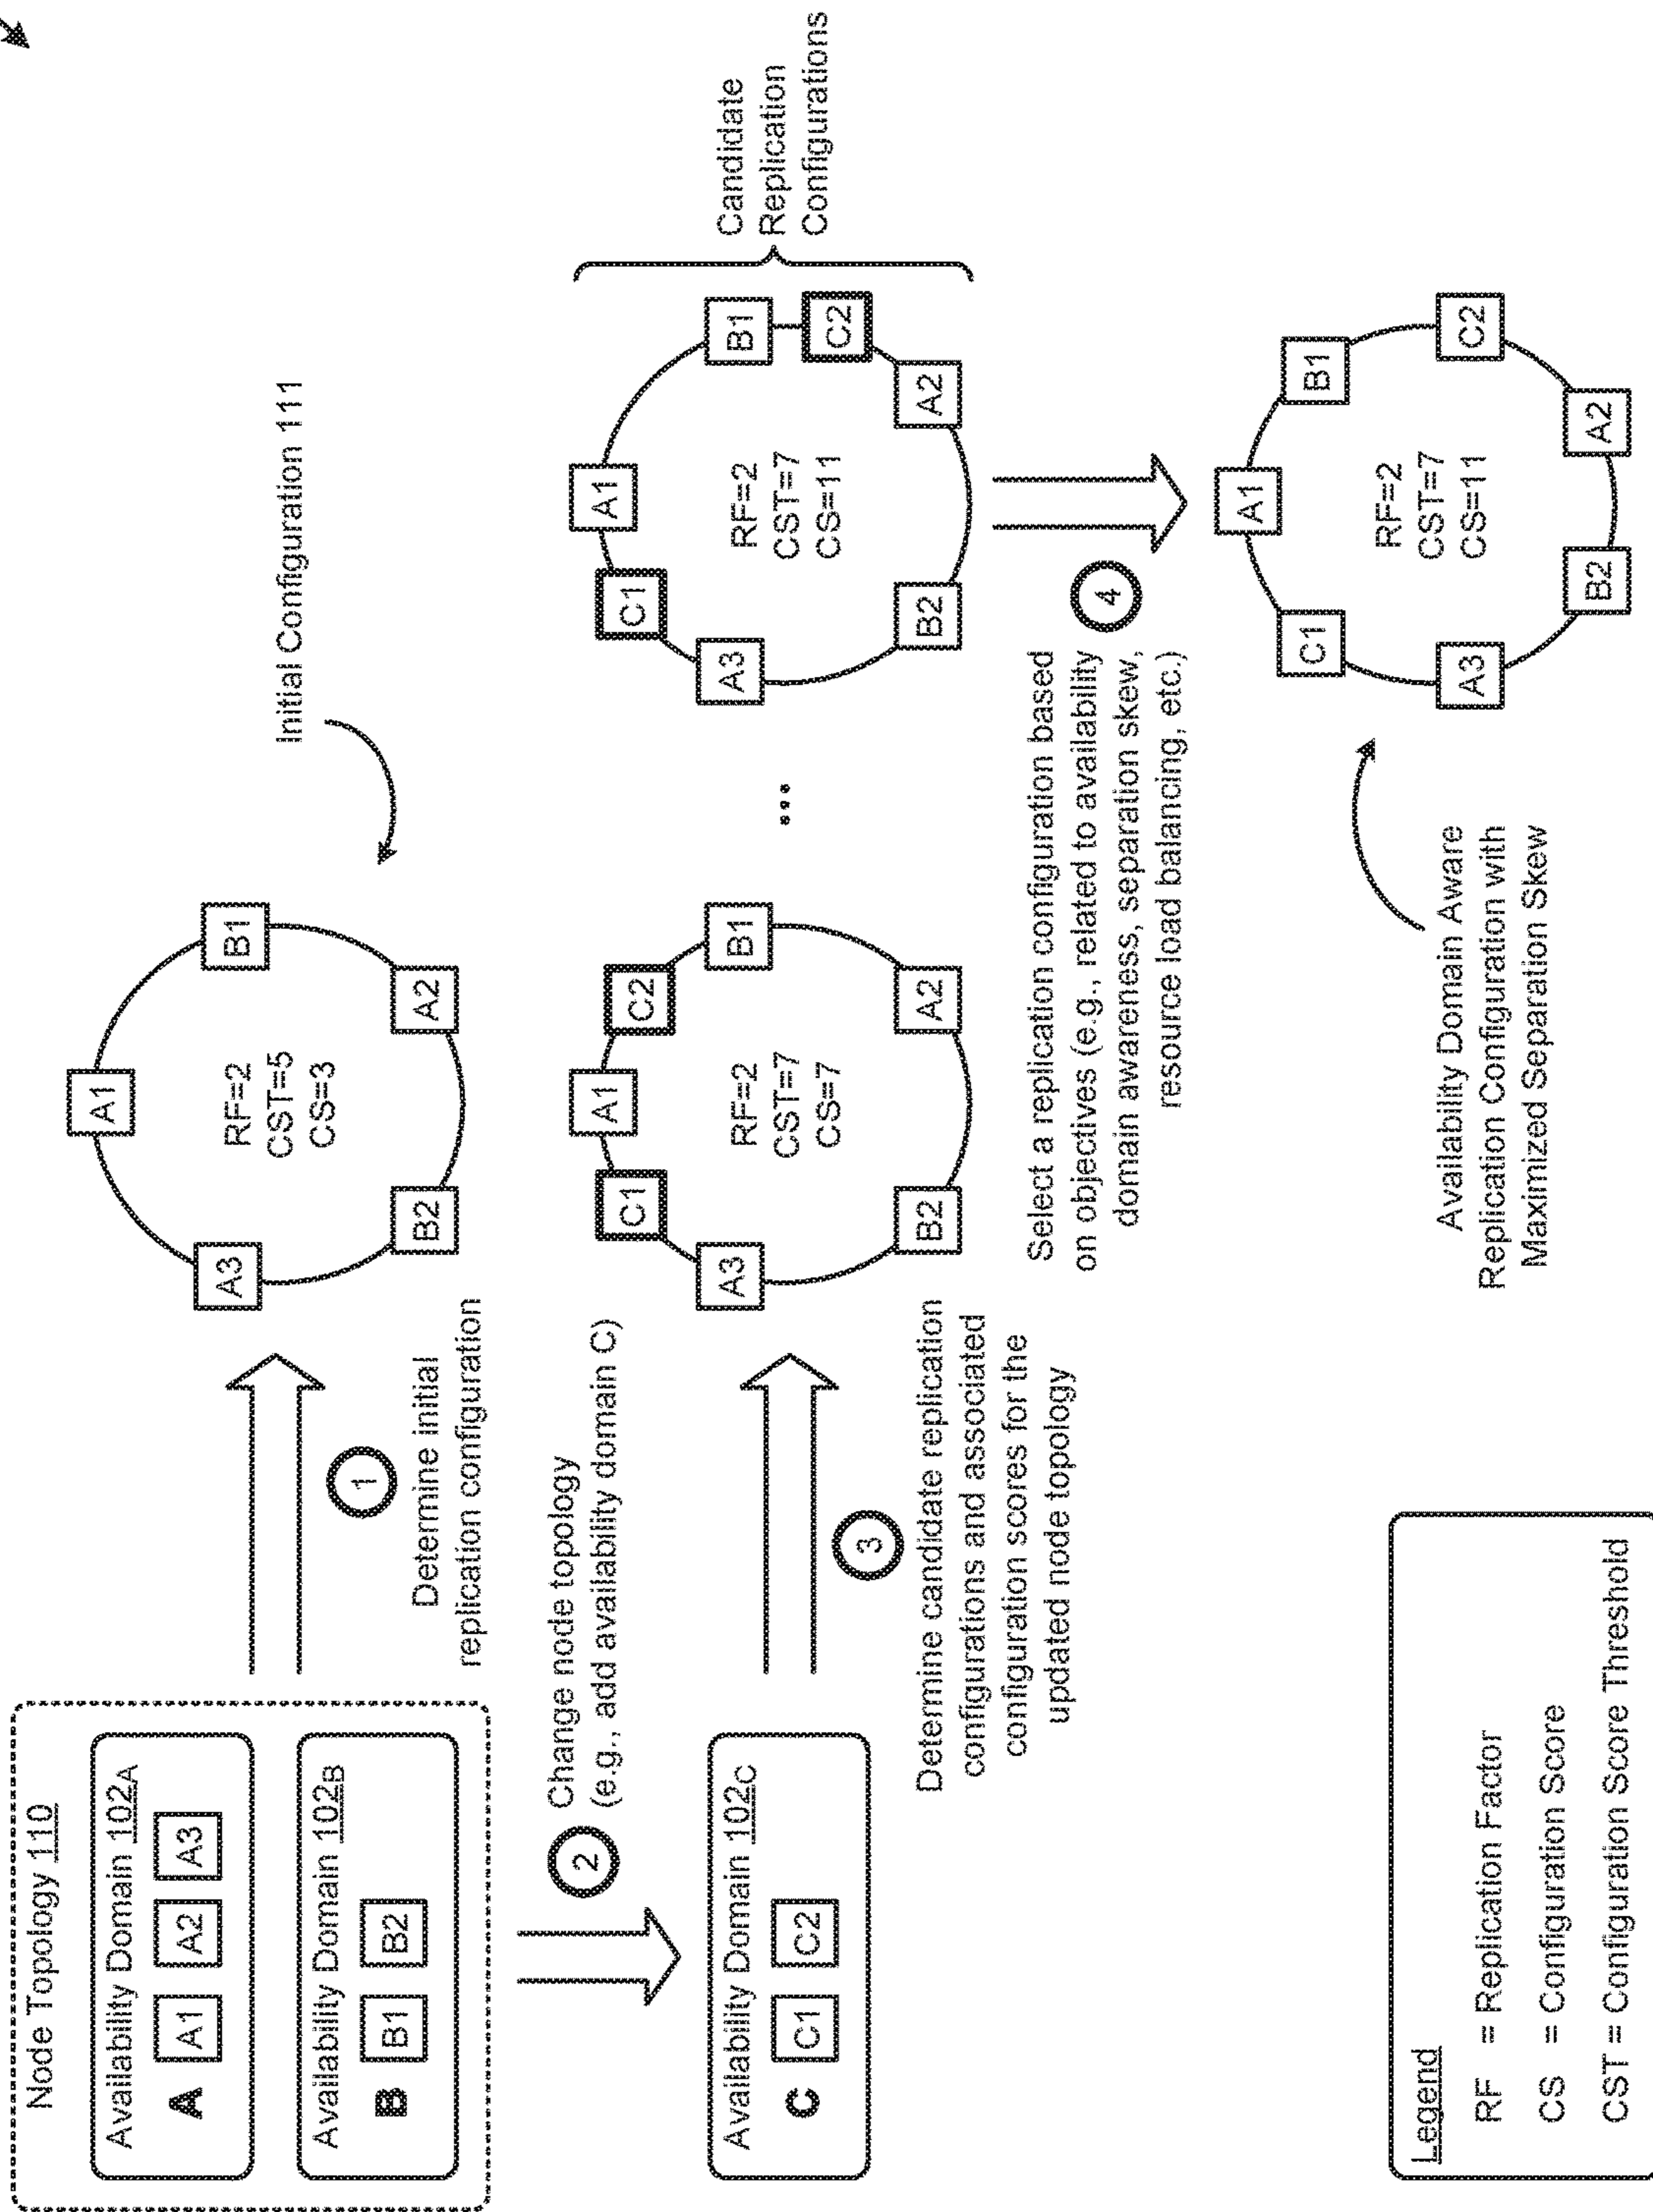 Node Topology 110
Availability Domain 102A
A A1 A2 A3
Availability Domain 102B
B B1 B2
1
Determine initial
replication configuration
A1
A3
B1
RF=2
CST=5
CS=3
B2
A2
Initial Configuration 111
2
Change node topology
(e.g., add availability domain C)
Availability Domain 102C
C C1 C2
3
Determine candidate replication
configurations and associated
configuration scores for the
updated node topology
A1
C1
C2
A3
B1
RF=2
CST=7
CS=7
B2
A2
...
A1
C1
A3
B1
RF=2
CST=7
CS=11
C2
B2
A2
Candidate
Replication
Configurations
Select a replication configuration based
on objectives (e.g., related to availability
domain awareness, separation skew,
resource load balancing, etc.)
4
A1
C1
B1
RF=2
CST=7
CS=11
A3
C2
B2
A2
Availability Domain Aware
Replication Configuration with
Maximized Separation Skew
Legend
RF = Replication Factor
CS = Configuration Score
CST = Configuration Score Threshold